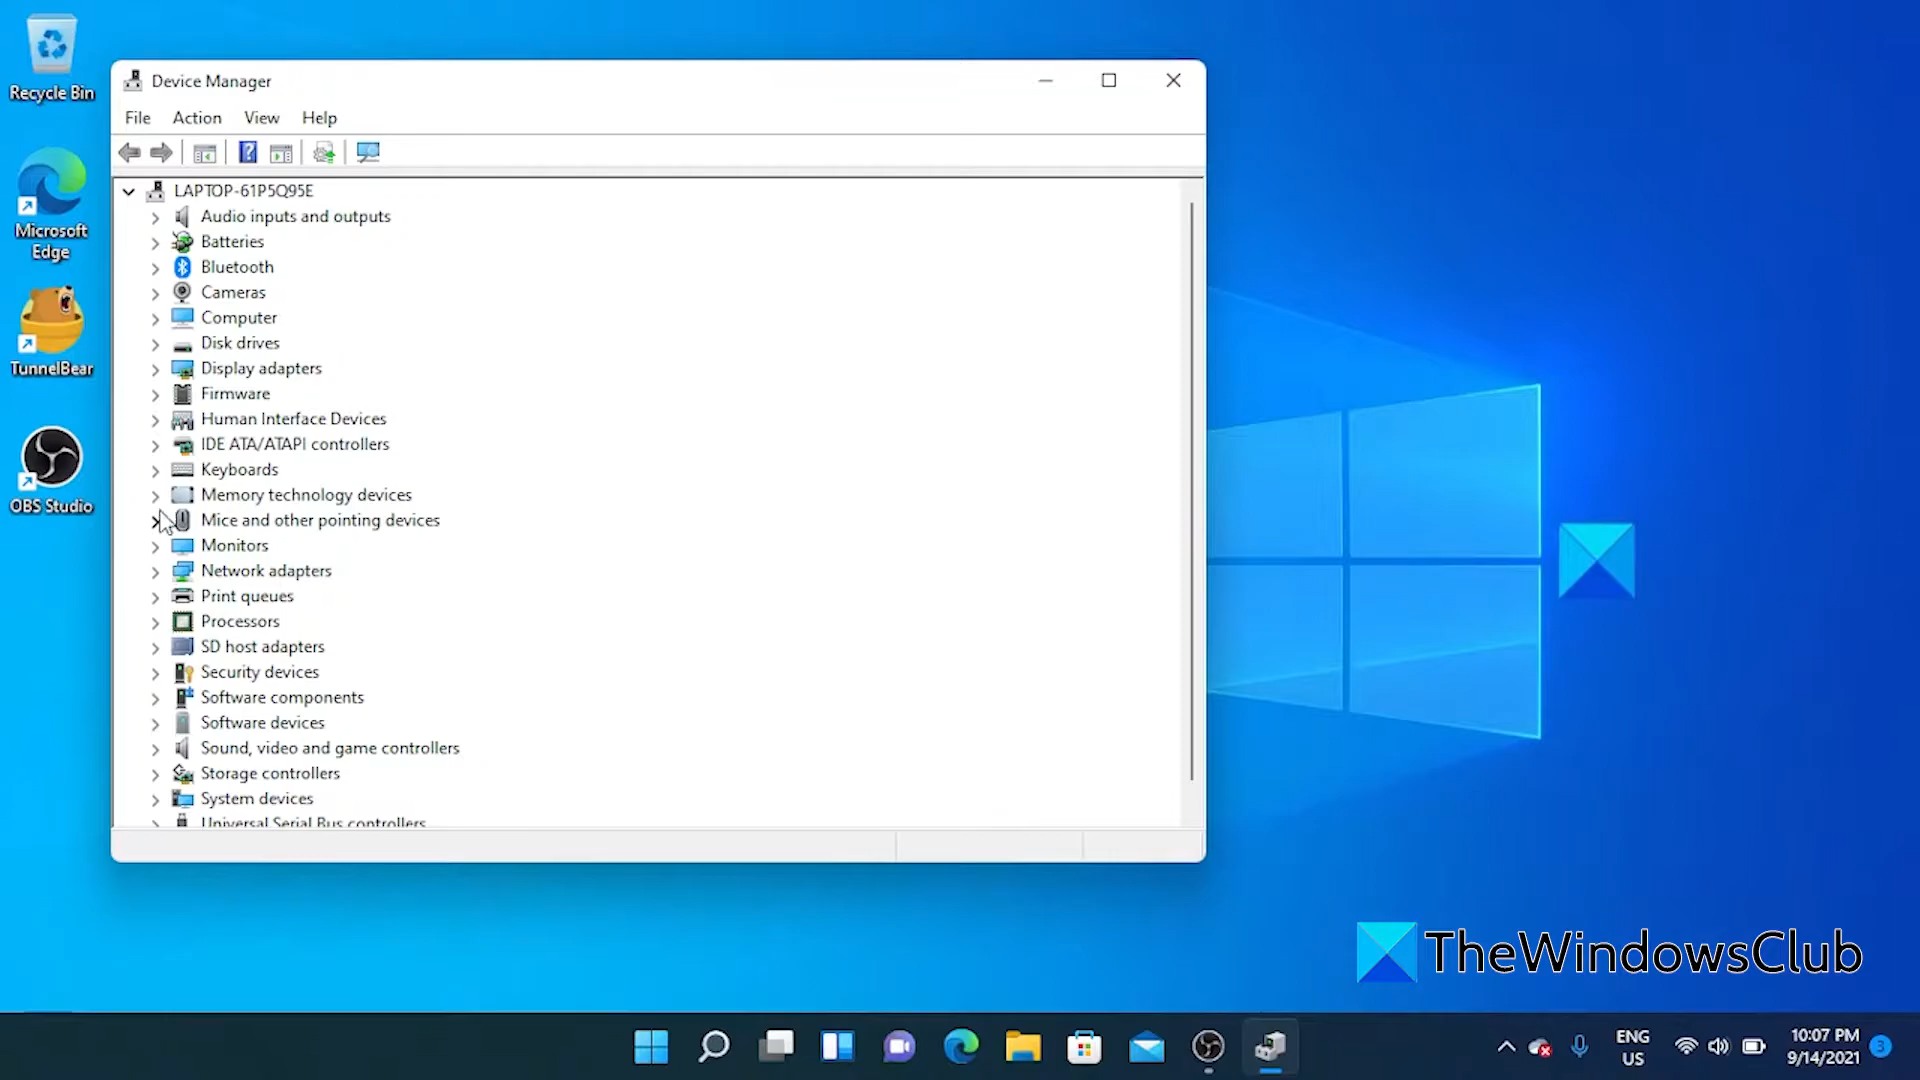 Recycle Bin
Microsoft
Edge
TunnelBear
OBS Studio
Device Manager
File Action View Help
LAPTOP-61P5Q95E
Audio inputs and outputs
Batteries
Bluetooth
Cameras
Computer
Disk drives
Display adapters
Firmware
Human Interface Devices
IDE ATA/ATAPI controllers
Keyboards
Memory technology devices
Mice and other pointing devices
Monitors
Network adapters
Print queues
Processors
SD host adapters
Security devices
Software components
Software devices
Sound, video and game controllers
Storage controllers
System devices
Universal Serial Bus controllers
TheWindowsClub
ENG
US
10:07 PM
9/14/2021
3